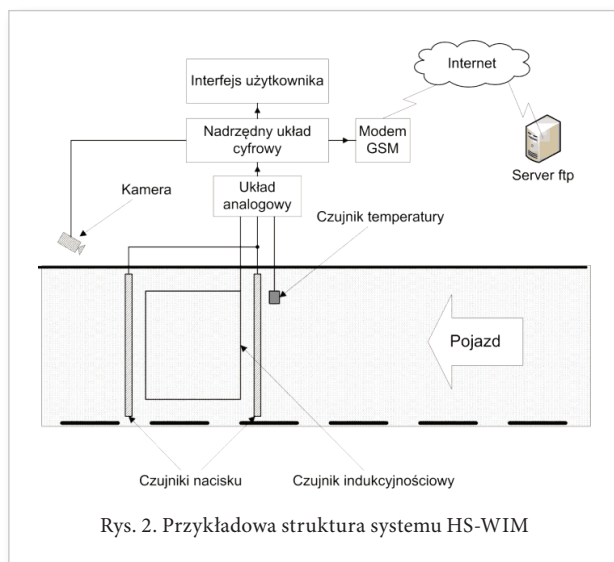 Internet
Interfejs użytkownika
Nadrzędny układ
cyfrowy
Modem
GSM
Server ftp
Układ
analogowy
Kamera
Czujnik temperatury
Pojazd
Czujniki nacisku
Czujnik indukcyjnościowy
Rys. 2. Przykładowa struktura systemu HS-WIM